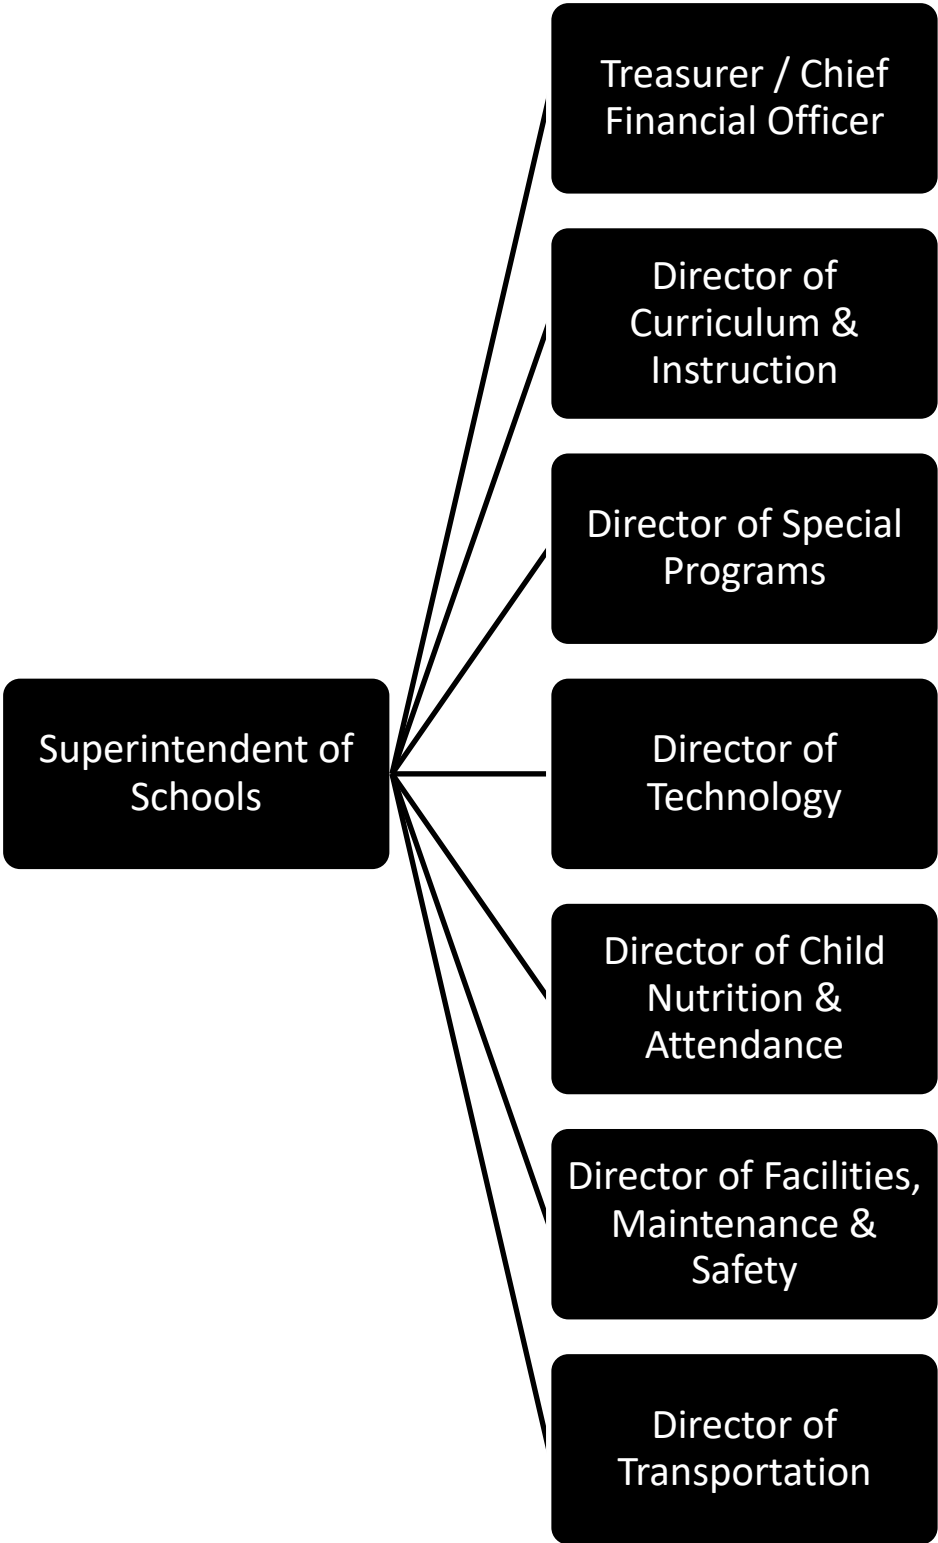 Treasurer / Chief
Financial Officer
Director of
Curriculum &
Instruction
Director of Special
Programs
Superintendent of
Schools
Director of
Technology
Director of Child
Nutrition &
Attendance
Director of Facilities,
Maintenance &
Safety
Director of
Transportation